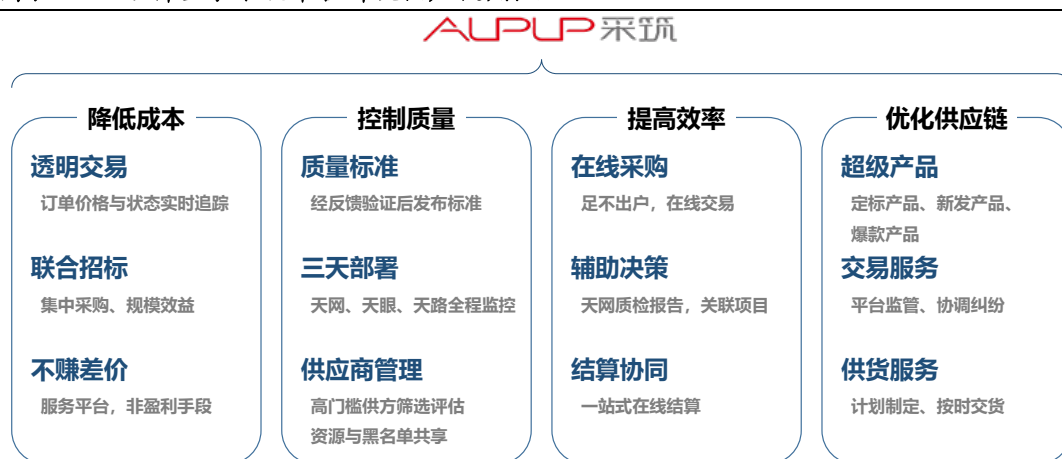 AUPUP采筑
降低成本
透明交易
订单价格与状态实时追踪
联合招标
集中采购、规模效益
不赚差价
服务平台，非盈利手段
控制质量
质量标准
经反馈验证后发布标准
三天部署
天网、天眼、天路全程监控
供应商管理
高门槛供方筛选评估
资源与黑名单共享
提高效率
在线采购
足不出户，在线交易
辅助决策
天网质检报告，关联项目
结算协同
一站式在线结算
优化供应链
超级产品
定标产品、新发产品、
爆款产品
交易服务
平台监管、协调纠纷
供货服务
计划制定、按时交货